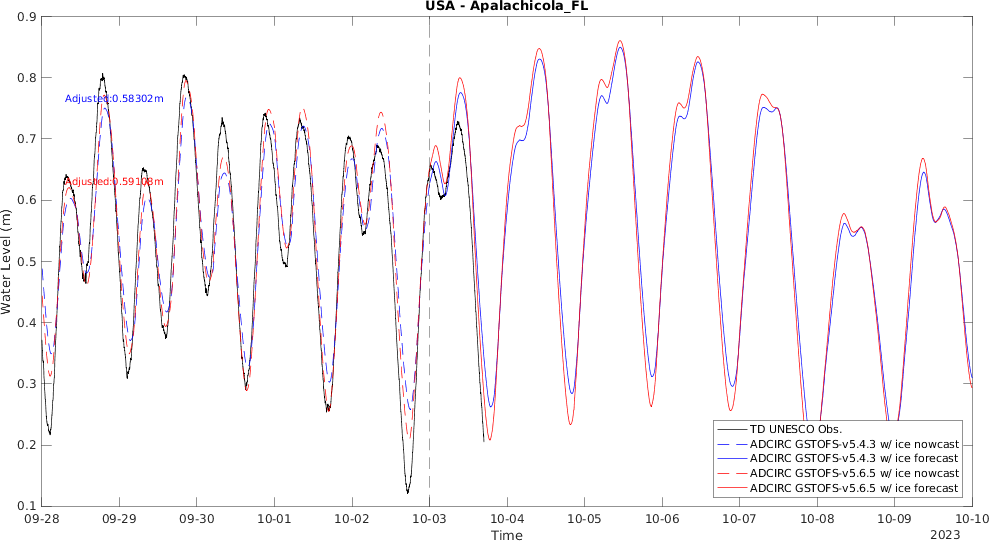 USA - Apalachicola_FL
0.9
0.8
0.7
0.6
0.5
0.4
0.3
0.2
0.1
Water Level (m)
Adjusted:0.58302m
Adjusted:0.59108m
TD UNESCO Obs.
ADCIRC GSTOFS-v5.4.3 w/ ice nowcast
ADCIRC GSTOFS-v5.4.3 w/ ice forecast
ADCIRC GSTOFS-v5.6.5 w/ ice nowcast
ADCIRC GSTOFS-v5.6.5 w/ ice forecast
09-28 09-29 09-30 10-01 10-02 10-03 10-04 10-05 10-06 10-07 10-08 10-09 10-10
Time
2023